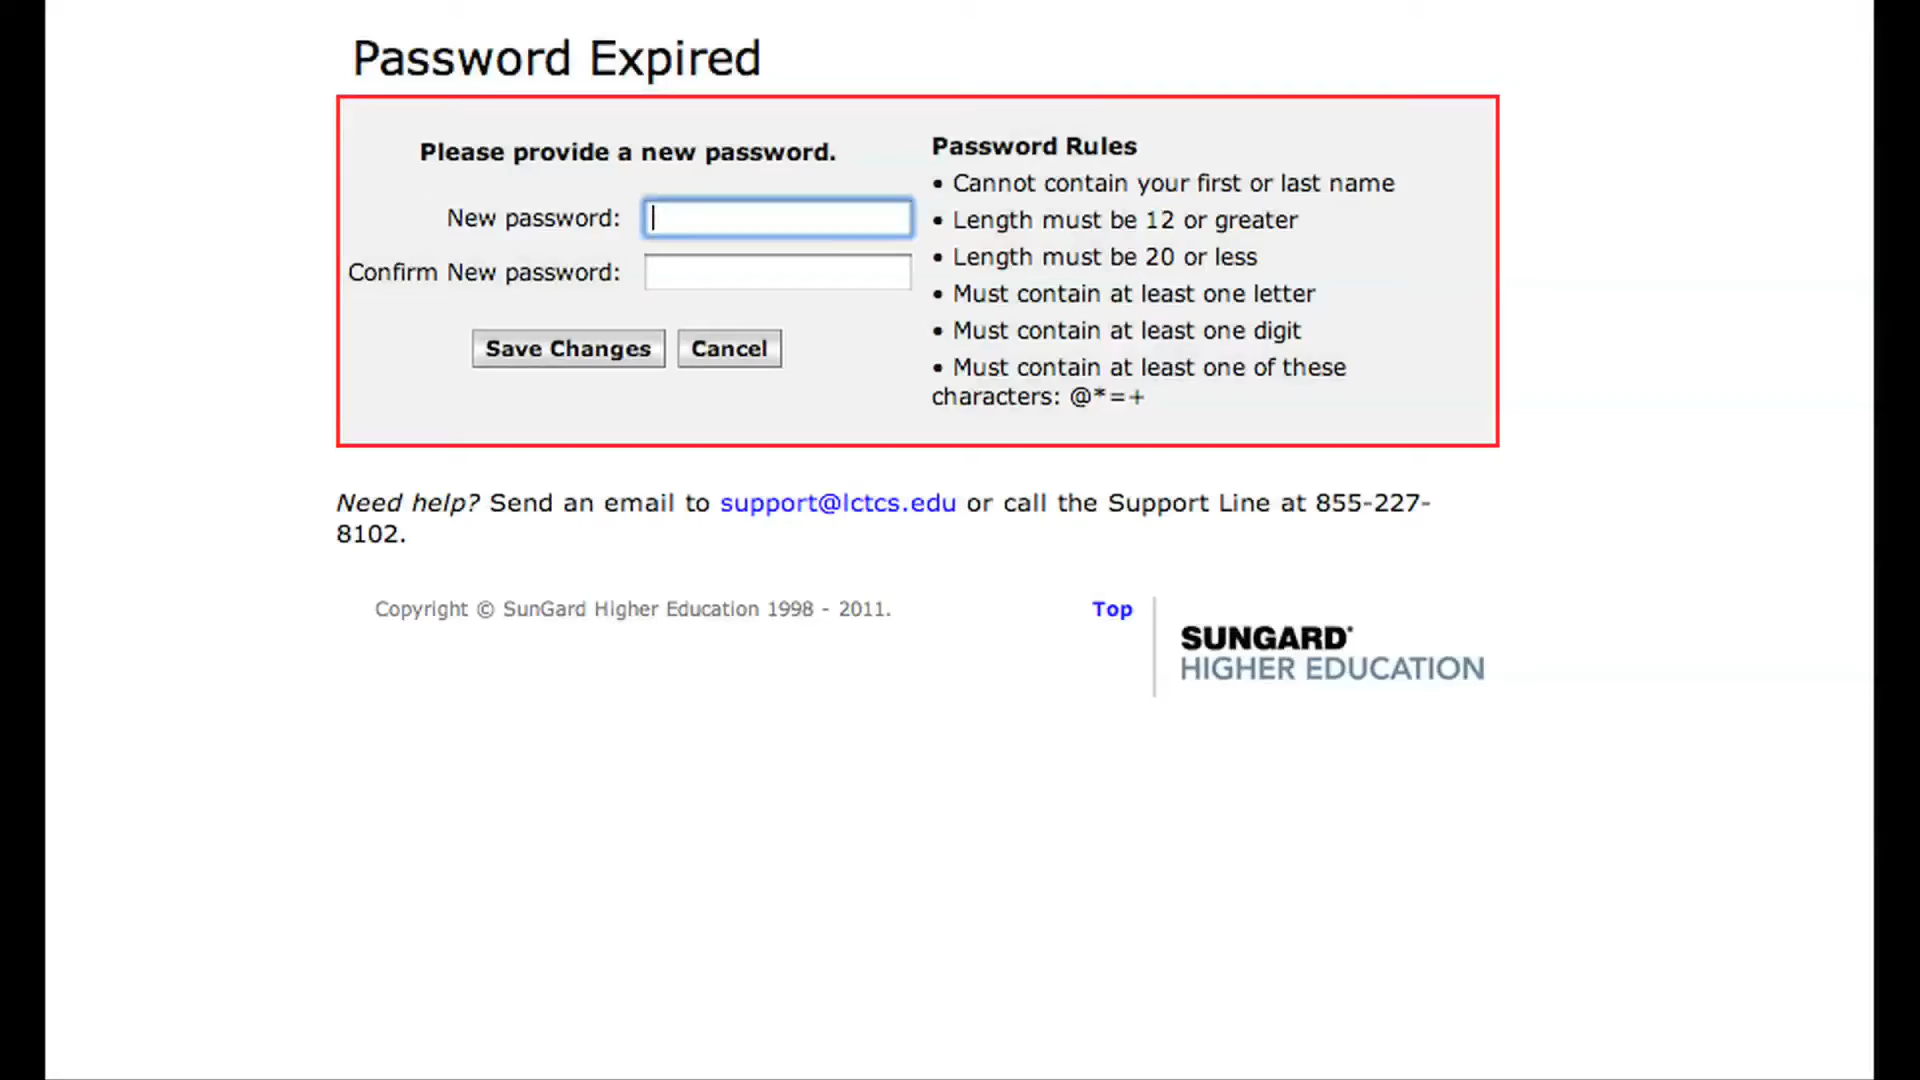 Password Expired
Please provide a new password.
New password:
Confirm New password:
Save Changes Cancel
Password Rules
• Cannot contain your first or last name
• Length must be 12 or greater
• Length must be 20 or less
• Must contain at least one letter
• Must contain at least one digit
• Must contain at least one of these
characters: @*=+
Need help? Send an email to support@lctcs.edu or call the Support Line at 855-227-
8102.
Copyright © SunGard Higher Education 1998 - 2011.
Top
SUNGARD®
HIGHER EDUCATION